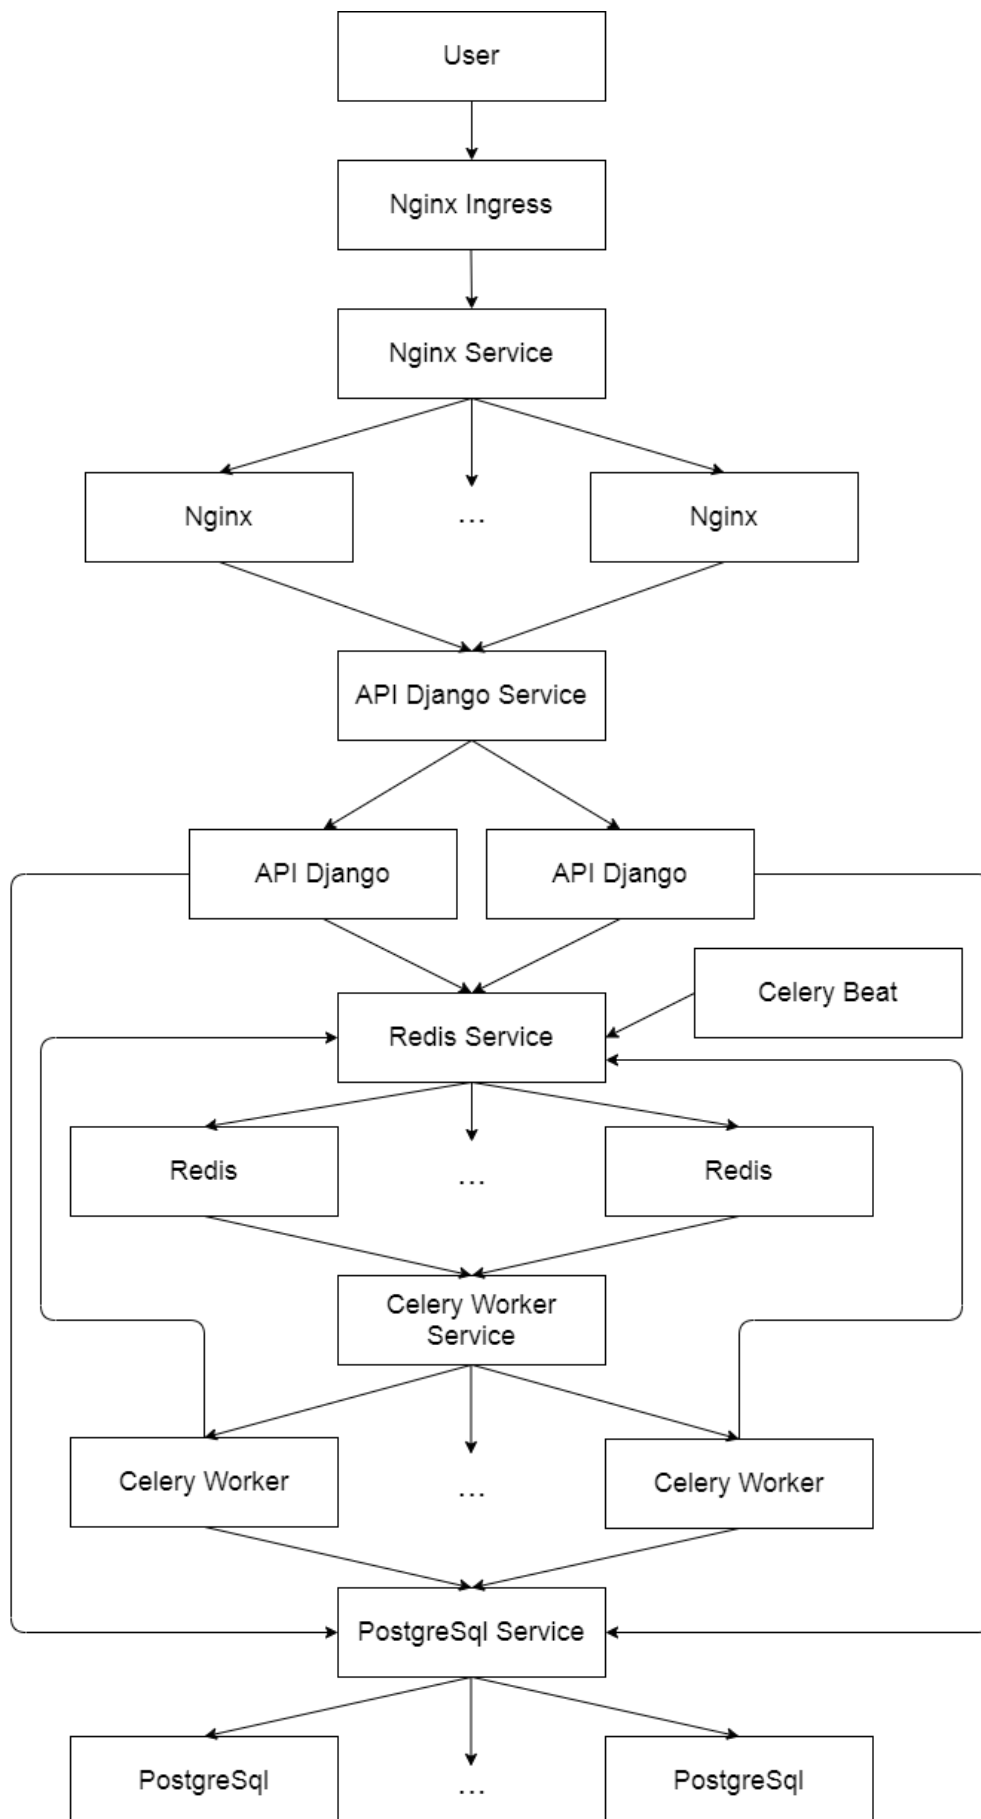 User
Nginx Ingress
Nginx Service
Nginx
...
Nginx
API Django Service
API Django
API Django
Celery Beat
Redis Service
Redis
...
Redis
Celery Worker
Service
Celery Worker
...
Celery Worker
PostgreSql Service
PostgreSql
...
PostgreSql